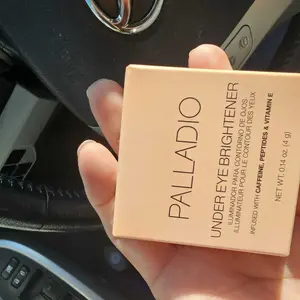 PALLADIO
UNDER EYE BRIGHTENER
ILUMINADOR PARA CONTORNO DE OJOS
ILLUMINATEUR POUR LE CONTOUR DES YEUX
INFUSED WITH CAFFEINE, PEPTIDES & VITAMIN E
NET WT. 0.14 oz. (4 g)